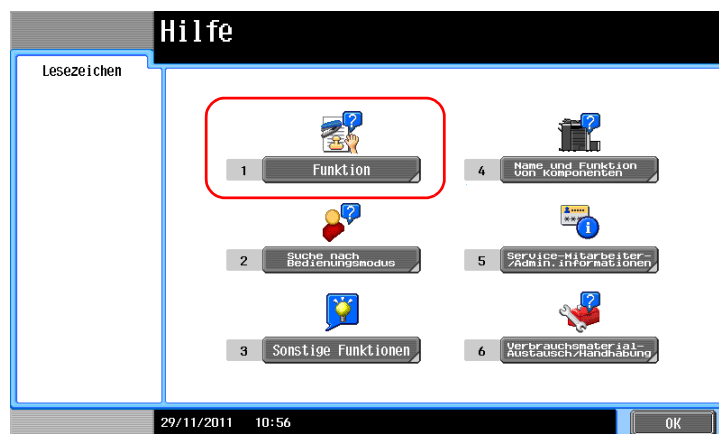 Hilfe
Lesezeichen
1 Funktion
4 Name und Funktion
von Komponenten
2 Suche nach
Bedienungsmodus
5 Service-Mitarbeiter-
/Admin.informationen
3 Sonstige Funktionen
6 Verbrauchsmaterial-
Austausch/Handhabung
29/11/2011 10:56
OK